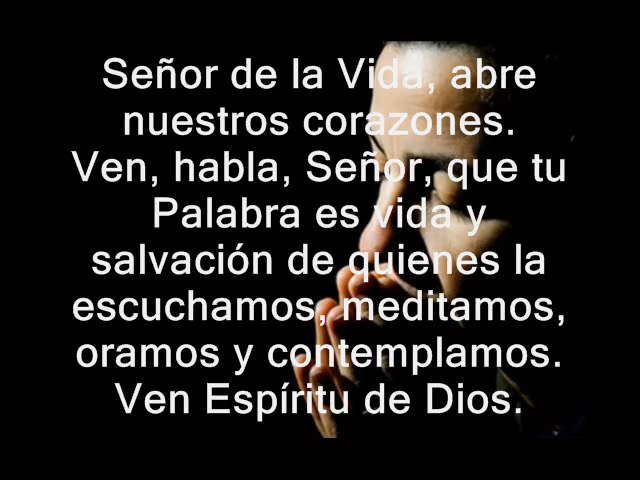 Señor de la Vida, abre
nuestros corazones.
Ven, habla, Señor, que tu
Palabra es vida y
salvación de quienes la
escuchamos, meditamos,
oramos y contemplamos.
Ven Espíritu de Dios.